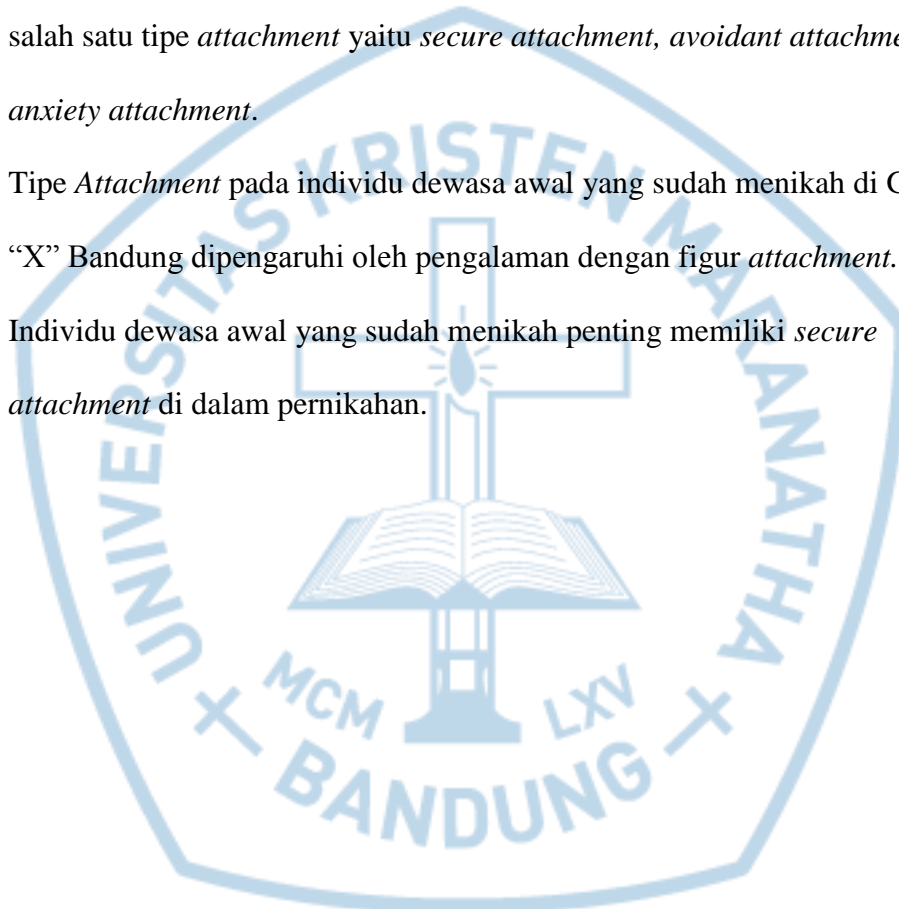 salah satu tipe attachment yaitu secure attachment, avoidant
anxiety attachment.
Tipe Attachment pada individu dewasa awal yang sudah menikah di
“X” Bandung dipengaruhi oleh pengalaman dengan figur attachment.
Individu dewasa awal yang sudah menikah penting memiliki secure
attachment di dalam pernikahan.
UNIVERSITAS KRISTEN MARANATHA
MCM LXV
BANDUNG